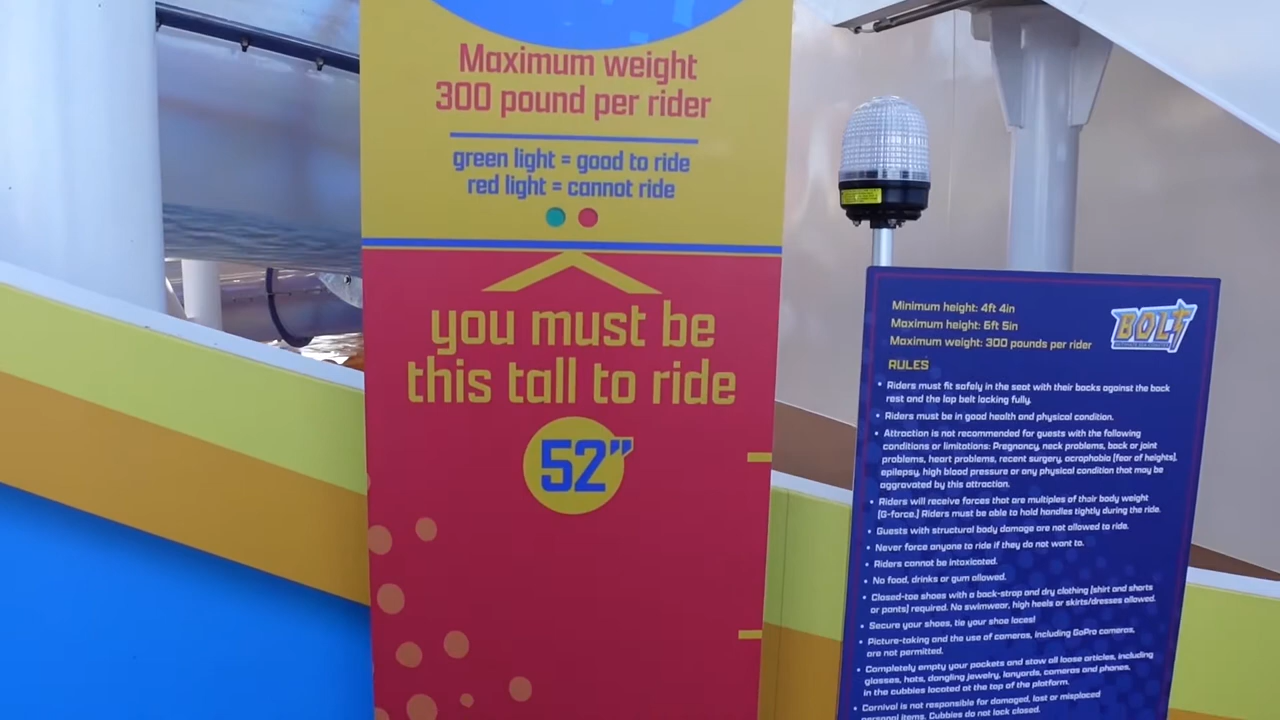 Maximum weight
300 pound per rider
green light = good to ride
red light = cannot ride
you must be
this tall to ride
52”
Minimum height: 4ft 4in
Maximum height: 6ft 5in
Maximum weight: 300 pounds per rider
BOLT
RULES
• Riders must fit safely in the seat with their backs against the back
rest and the lap belt locking fully.
• Riders must be in good health and physical condition.
• Attraction is not recommended for guests with the following
conditions or limitations: Pregnancy, neck problems, back or joint
problems, heart problems, recent surgery, acrophobia (fear of heights),
epilepsy, high blood pressure or any physical condition that may be
aggravated by this attraction.
• Riders will receive forces that are multiples of their body weight
(G-force.) Riders must be able to hold handles tightly during the ride.
• Guests with structural body damage are not allowed to ride.
• Never force anyone to ride if they do not want to.
• Riders cannot be intoxicated.
• No food, drinks or gum allowed.
• Closed-toe shoes with a back-strap and dry clothing (shirt and shorts
or pants) required. No swimwear, high heels or skirts/dresses allowed.
• Secure your shoes, tie your shoe laces!
• Picture-taking and the use of cameras, including GoPro cameras,
are not permitted.
• Completely empty your pockets and stow all loose articles, including
glasses, hats, dangling jewelry, lanyards, cameras and phones,
in the cubbies located at the top of the platform.
• Carnival is not responsible for damaged, lost or misplaced
personal items. Cubbies do not lock closed.